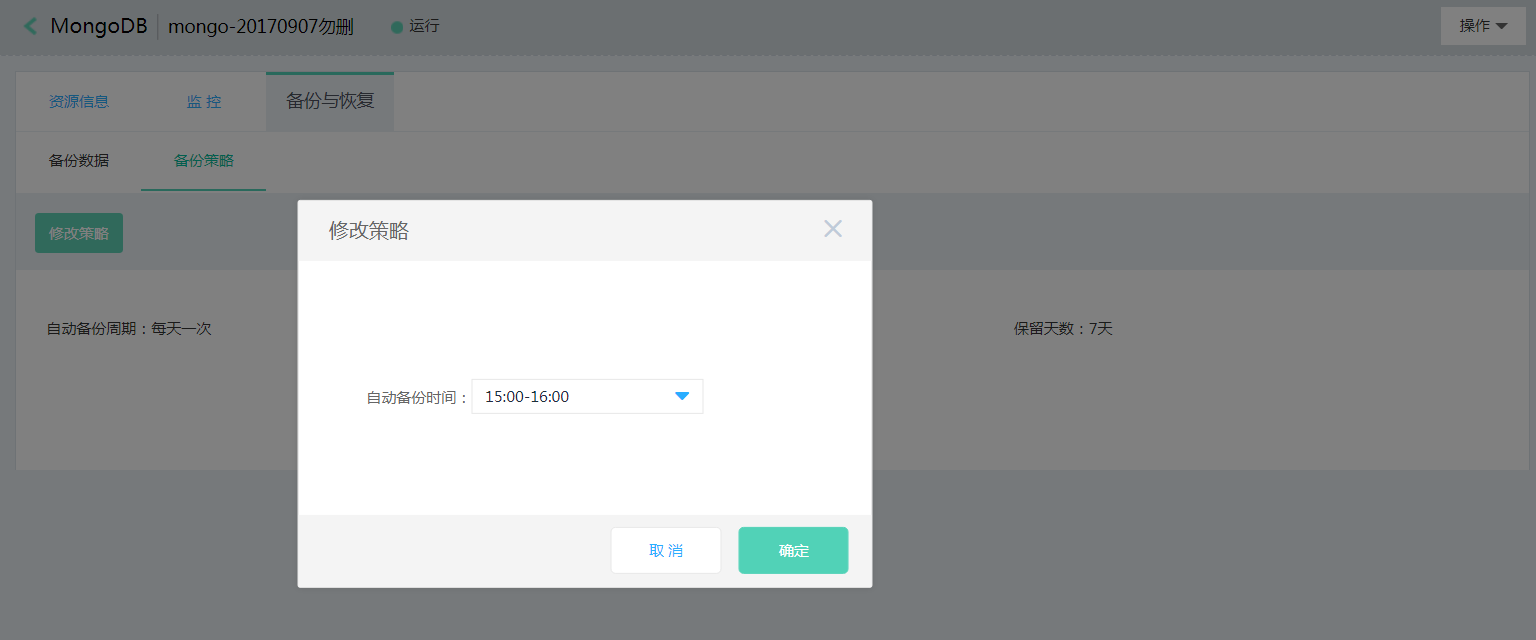 MongoDB mongo-20170907勿删 运行 操作
资源信息 监 控 备份与恢复
备份数据 备份策略
修改策略
修改策略
自动备份周期：每天一次 保留天数：7天
自动备份时间： 15:00-16:00
取 消 确定